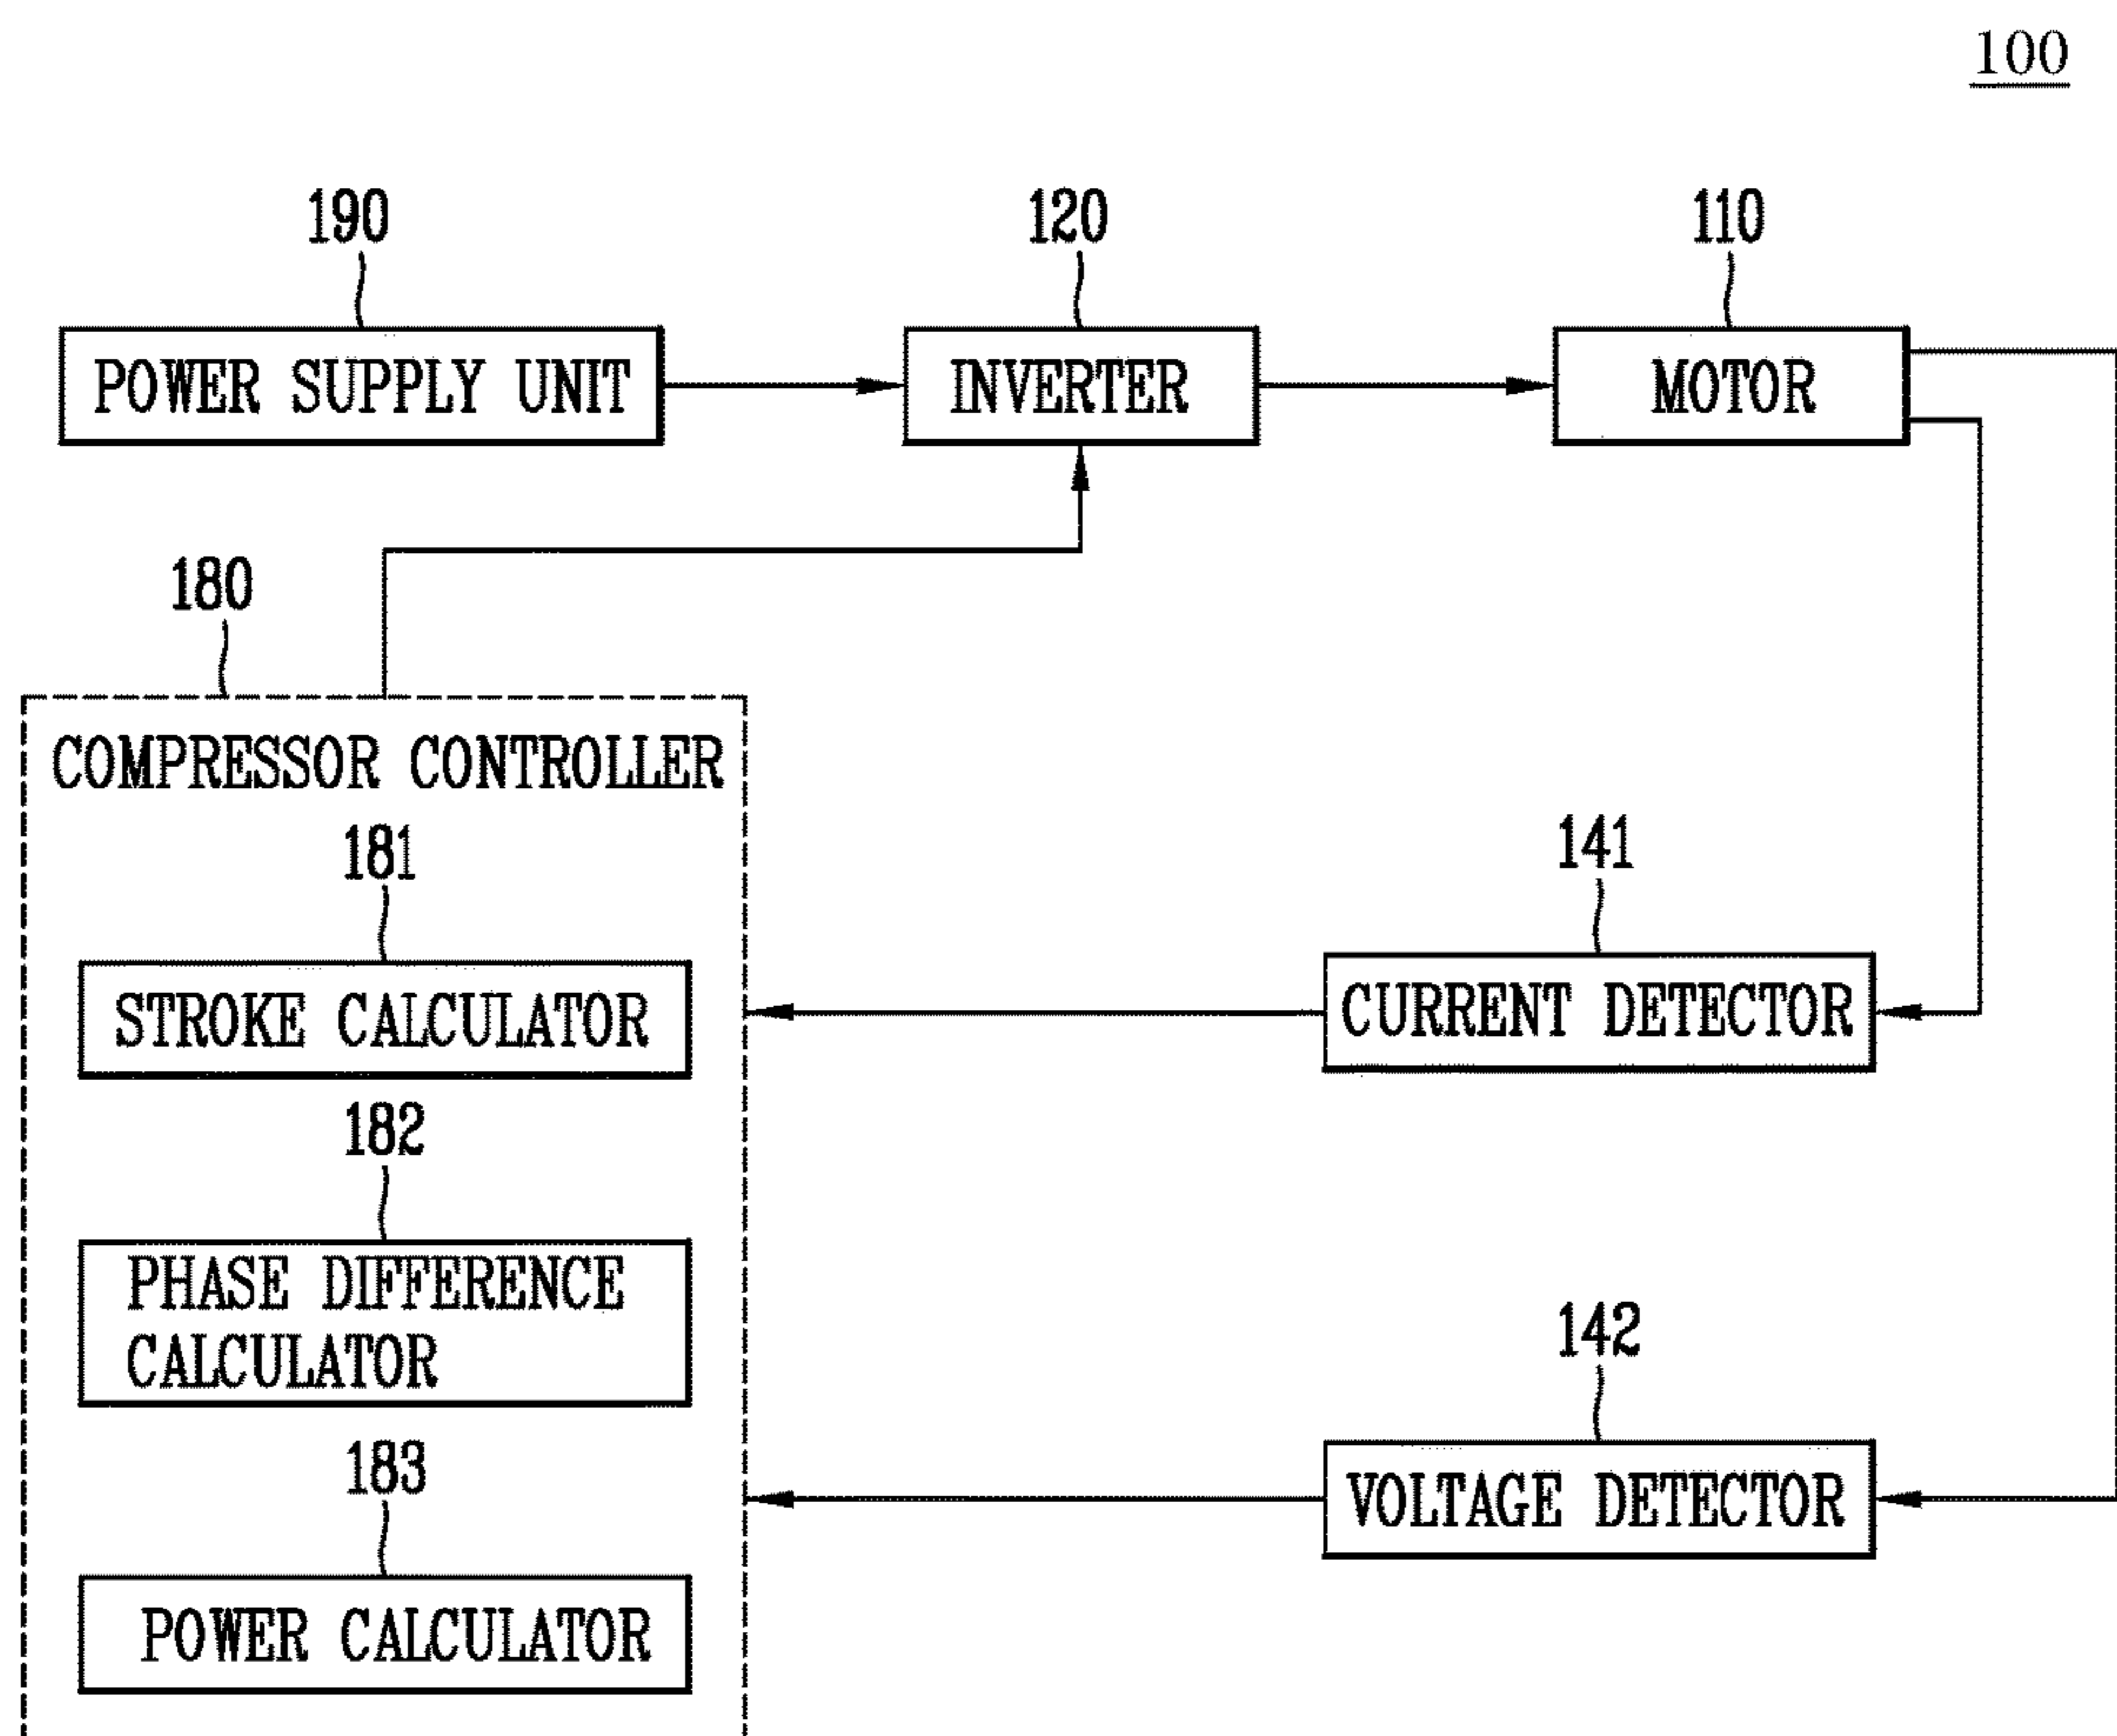 100
190
120
110
POWER SUPPLY UNIT
INVERTER
MOTOR
180
COMPRESSOR CONTROLLER
181
141
STROKE CALCULATOR
CURRENT DETECTOR
182
PHASE DIFFERENCE
CALCULATOR
142
183
VOLTAGE DETECTOR
POWER CALCULATOR